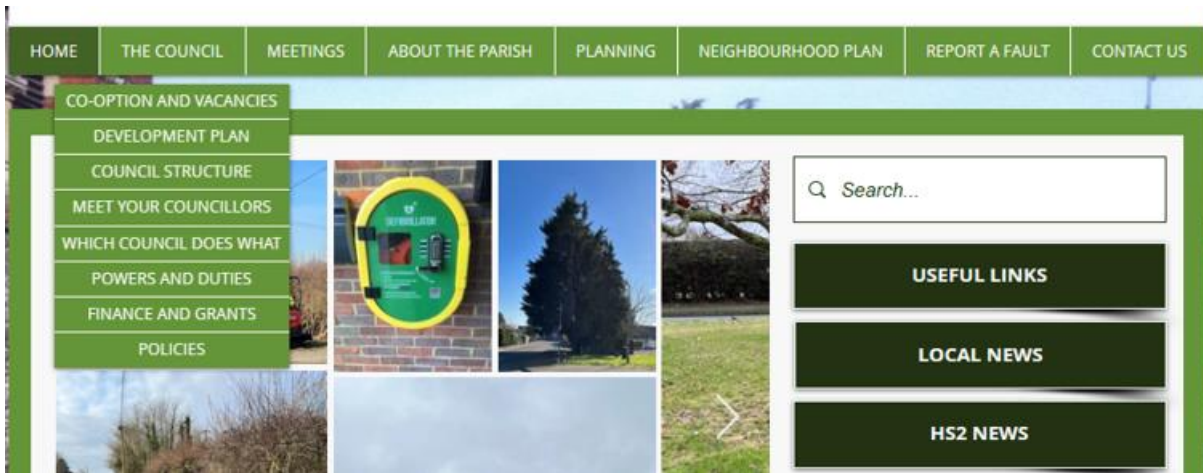 HOME THE COUNCIL MEETINGS ABOUT THE PARISH PLANNING NEIGHBOURHOOD PLAN REPORT A FAULT CONTACT US
CO-OPTION AND VACANCIES
DEVELOPMENT PLAN
COUNCIL STRUCTURE
MEET YOUR COUNCILLORS
WHICH COUNCIL DOES WHAT
POWERS AND DUTIES
FINANCE AND GRANTS
POLICIES
DEFIBRILLATOR
Search...
USEFUL LINKS
LOCAL NEWS
HS2 NEWS